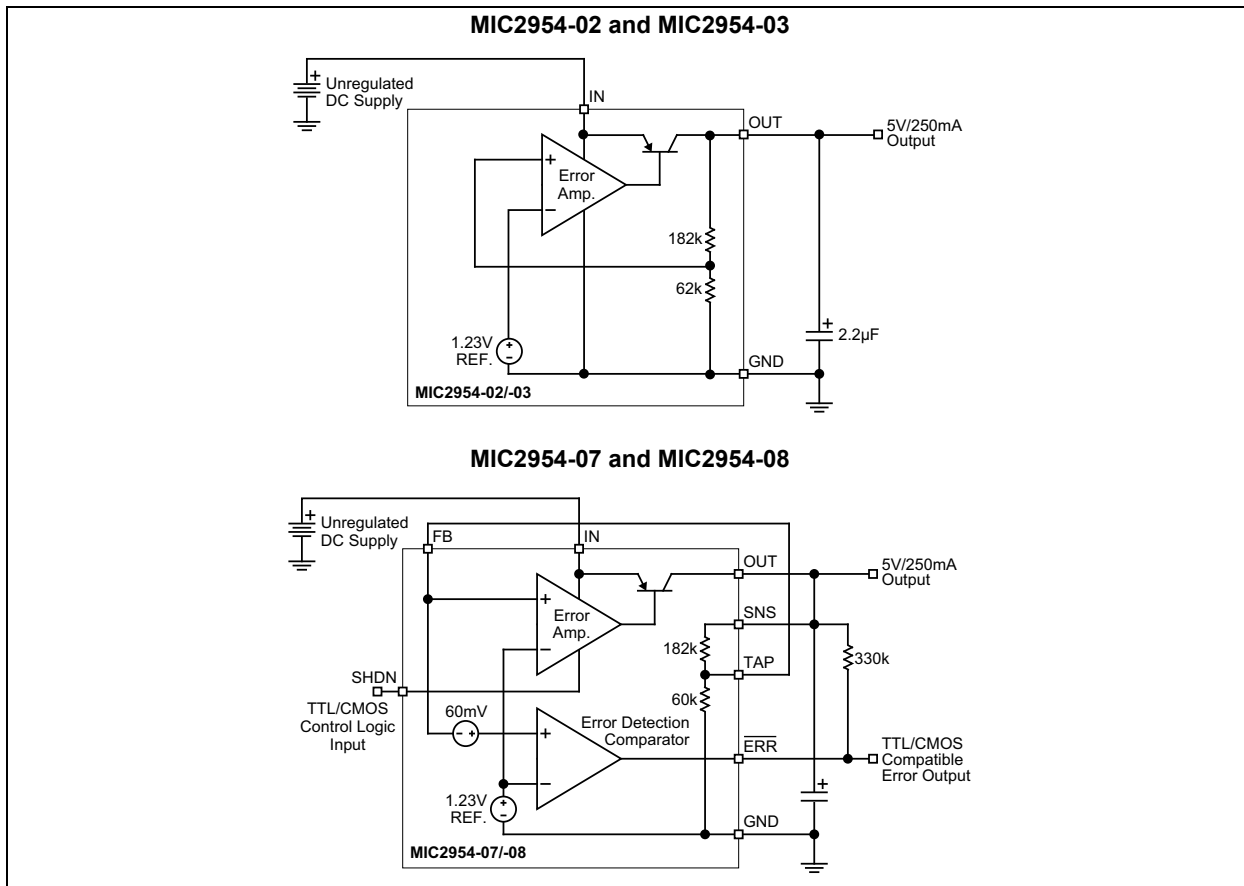 MIC2954-02 and MIC2954-03
+
Unregulated
DC Supply
IN
OUT
5V/250mA
Output
+
Error
Amp.
−
182k
62k
1.23V
REF.
+
−
+
2.2µF
GND
MIC2954-02/-03
MIC2954-07 and MIC2954-08
+
Unregulated
DC Supply
FB
IN
OUT
5V/250mA
Output
+
Error
Amp.
−
SNS
182k
TAP
330k
SHDN
60k
TTL/CMOS
Control Logic
Input
60mV
− +
+
Error Detection
Comparator
−
ERR
TTL/CMOS
Compatible
Error Output
1.23V
REF.
+
−
+
GND
MIC2954-07/-08